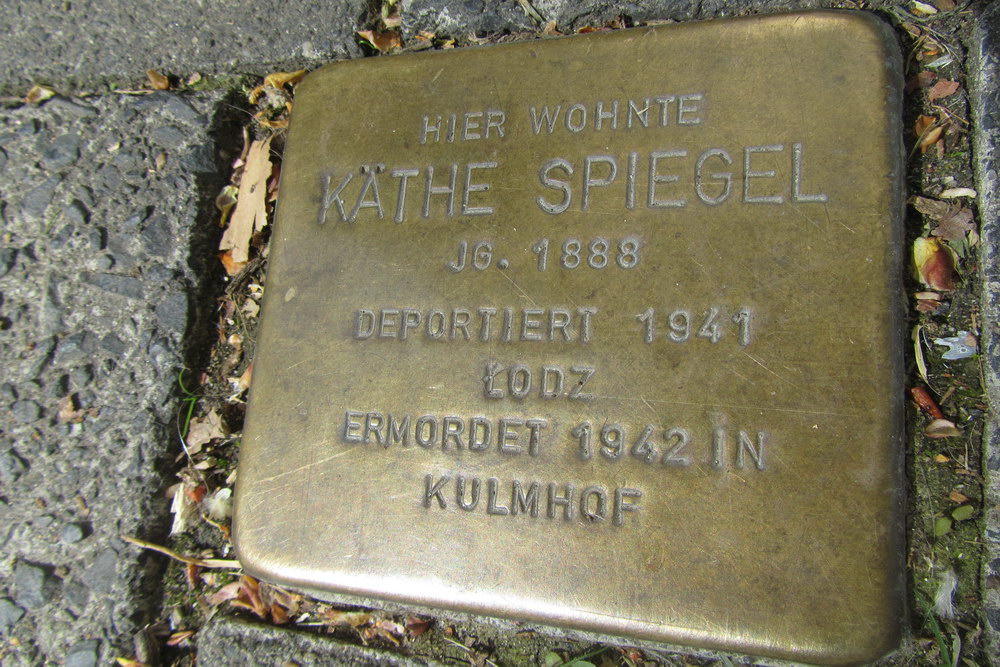 HIER WOHNTE
KÄTHE SPIEGEL
JG. 1888
DEPORTIERT 1941
ŁODZ
ERMORDET 1942 IN
KULMHOF